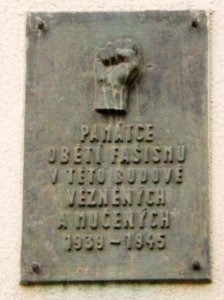 PAMÁTCE
OBĚTÍ FAŠISMU
V TÉTO BUDOVĚ
VĚZNĚNÝCH
A MUČENÝCH
1939-1945